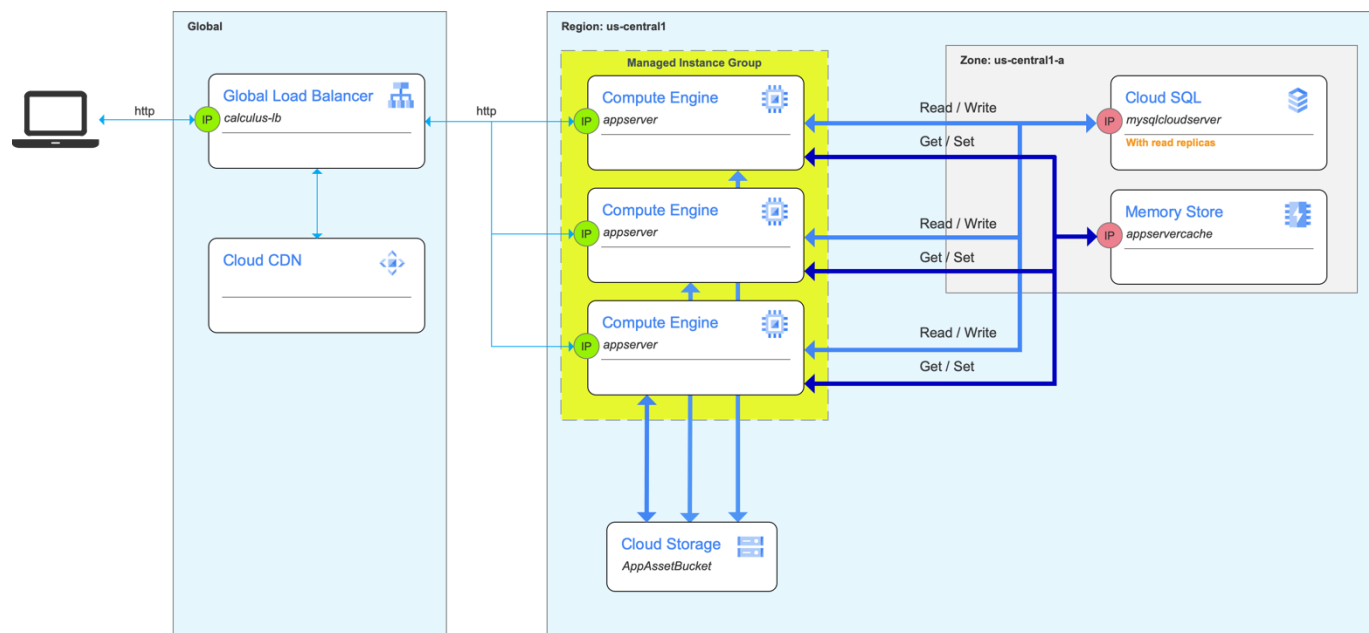 Global
Region: us-central1
Managed Instance Group
Zone: us-central1-a
http
IP
Global Load Balancer
calculus-lb
http
IP
Compute Engine
appserver
Read / Write
Get / Set
IP
Cloud SQL
mysqlcloudserver
With read replicas
Cloud CDN
IP
Compute Engine
appserver
Read / Write
Get / Set
IP
Memory Store
appservercache
IP
Compute Engine
appserver
Read / Write
Get / Set
Cloud Storage
AppAssetBucket